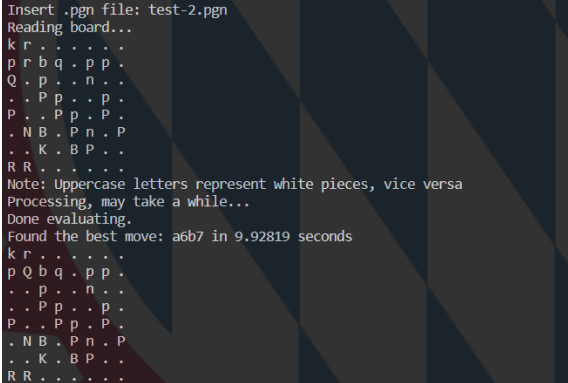 Insert .pgn file: test-2.pgn
Reading board...
k r . . . . . .
p r b q . p p .
Q . p . . n . .
. . P p . . p .
P . . P p . P .
. N B . P n . P
. . K . B P . .
R R . . . . . .
Note: Uppercase letters represent white pieces, vice versa
Processing, may take a while...
Done evaluating.
Found the best move: a6b7 in 9.92819 seconds
k r . . . . . .
p Q b q . p p .
. . p . . n . .
. . P p . . p .
P . . P p . P .
. N B . P n . P
. . K . B P . .
R R . . . . . .